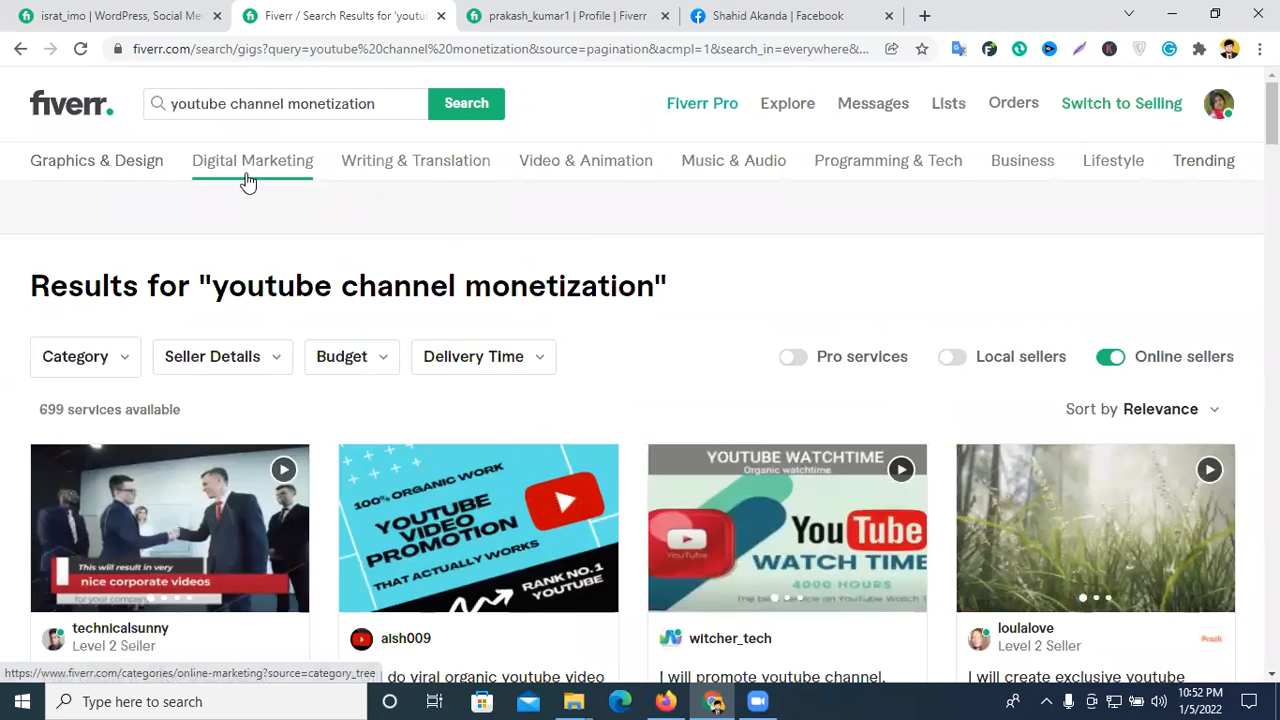 israt_imo | WordPress, Social Me
Fiverr / Search Results for 'youtu
prakash_kumar1 | Profile | Fiverr
Shahid Akanda | Facebook
fiverr.com/search/gigs?query=youtube%20channel%20monetization&source=pagination&acmpl=1&search_in=everywhere&...
fiverr.
youtube channel monetization
Search
Fiverr Pro
Explore
Messages
Lists
Orders
Switch to Selling
Graphics & Design
Digital Marketing
Writing & Translation
Video & Animation
Music & Audio
Programming & Tech
Business
Lifestyle
Trending
Results for "youtube channel monetization"
Category
Seller Details
Budget
Delivery Time
Pro services
Local sellers
Online sellers
699 services available
Sort by Relevance
This will result in very
nice corporate videos
for your company
100% ORGANIC WORK
YOUTUBE
VIDEO
PROMOTION
THAT ACTUALLY WORKS
RANK NO.1
YOUTUBE
YOUTUBE WATCHTIME
Organic watchtime
YouTube
YouTube
WATCH TIME
4000 HOURS
technicalsunny
Level 2 Seller
aish009
witcher_tech
loulalove
Level 2 Seller
do viral organic youtube video
I will promote youtube channel,
I will create exclusive youtube
https://www.fiverr.com/categories/online-marketing?source=category_tree
Type here to search
10:52 PM
1/5/2022